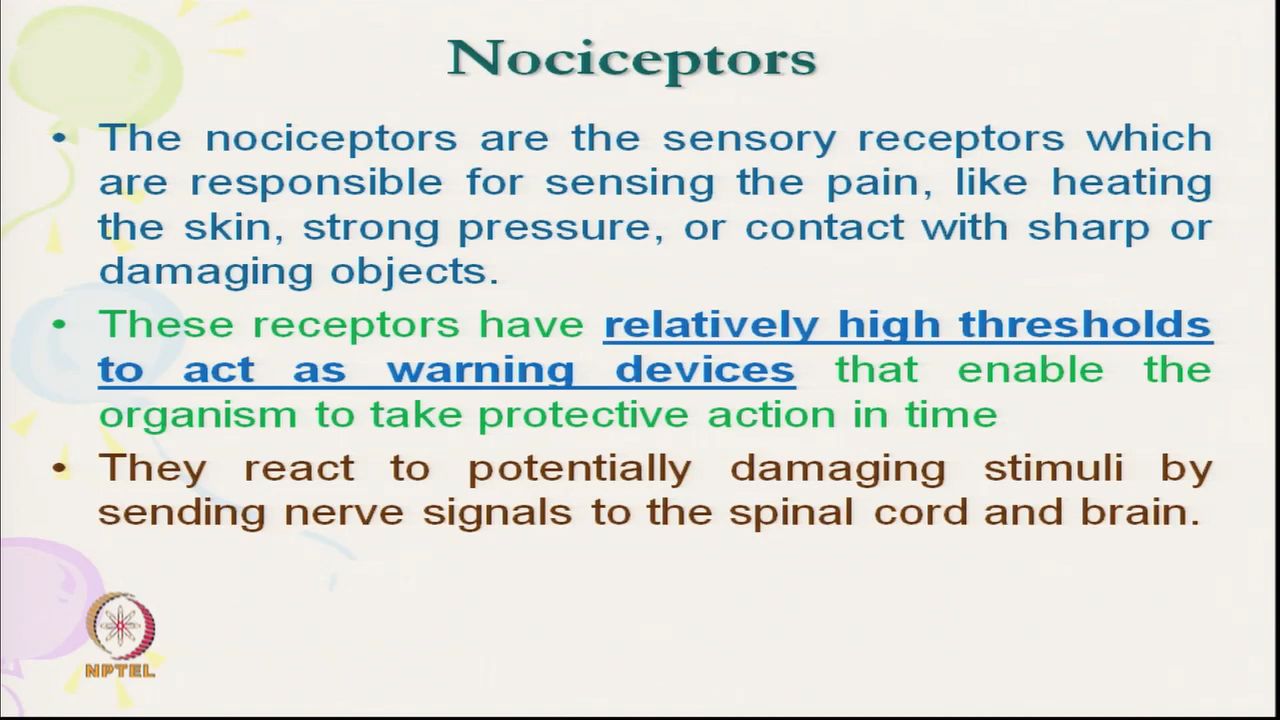 Nociceptors
• The nociceptors are the sensory receptors which
are responsible for sensing the pain, like heating
the skin, strong pressure, or contact with sharp or
damaging objects.
• These receptors have relatively high thresholds
to act as warning devices that enable the
organism to take protective action in time
• They react to potentially damaging stimuli by
sending nerve signals to the spinal cord and brain.
NPTEL